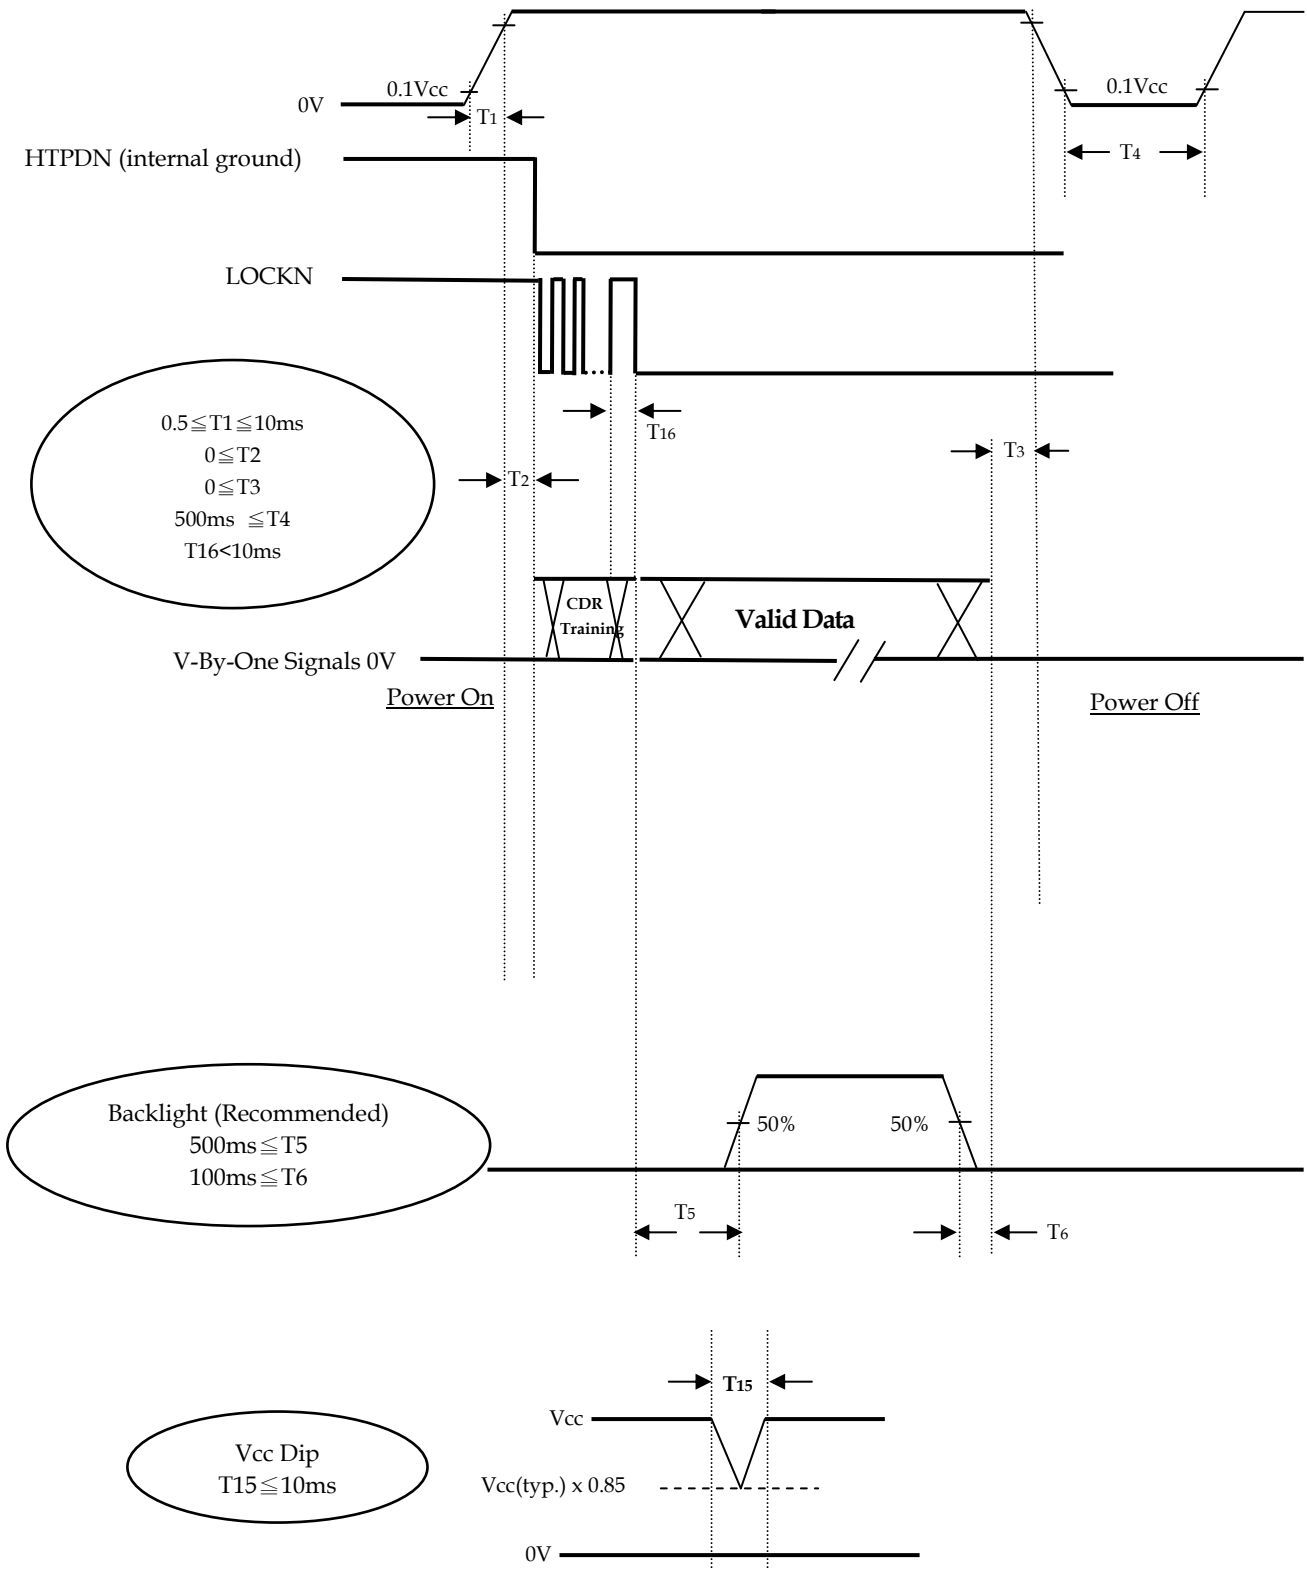 0.1Vcc
0.1Vcc
0V
T1
HTPDN (internal ground)
T4
LOCKN
0.5≦T1≦10ms
0≦T2
0≦T3
500ms ≦T4
T16<10ms
T16
T3
T2
CDR
Training
Valid Data
V-By-One Signals 0V
Power On
Power Off
Backlight (Recommended)
500ms≦T5
100ms≦T6
50%
50%
T5
T6
T15
Vcc
Vcc Dip
T15≦10ms
Vcc(typ.) x 0.85
0V